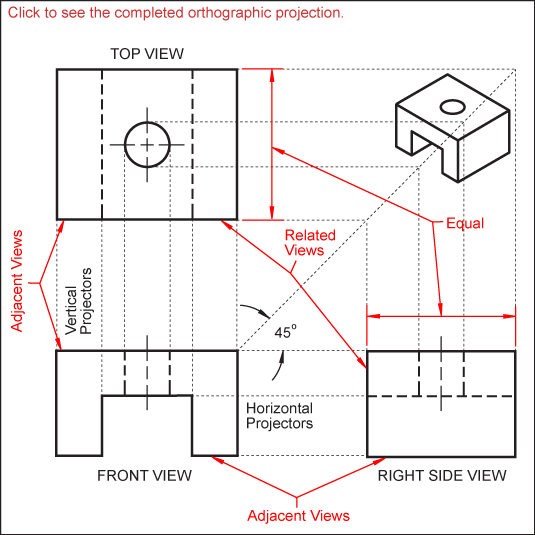 Click to see the completed orthographic projection.
TOP VIEW
Equal
Related
Views
Adjacent Views
Vertical
Projectors
45°
Horizontal
Projectors
FRONT VIEW
RIGHT SIDE VIEW
Adjacent Views